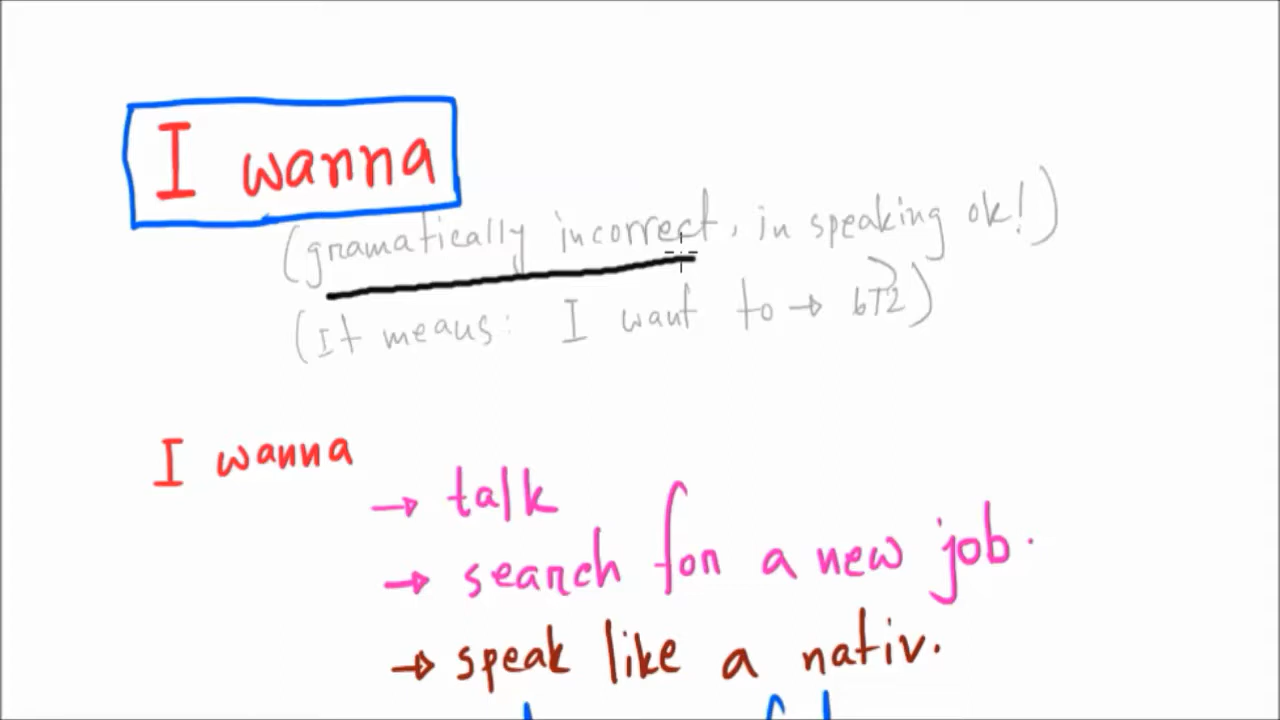 I wanna
(gramatically incorrect, in speaking ok!)
(It means: I want to →
I wanna
→ talk
→ search for a new job.
→ speak like a nativ.